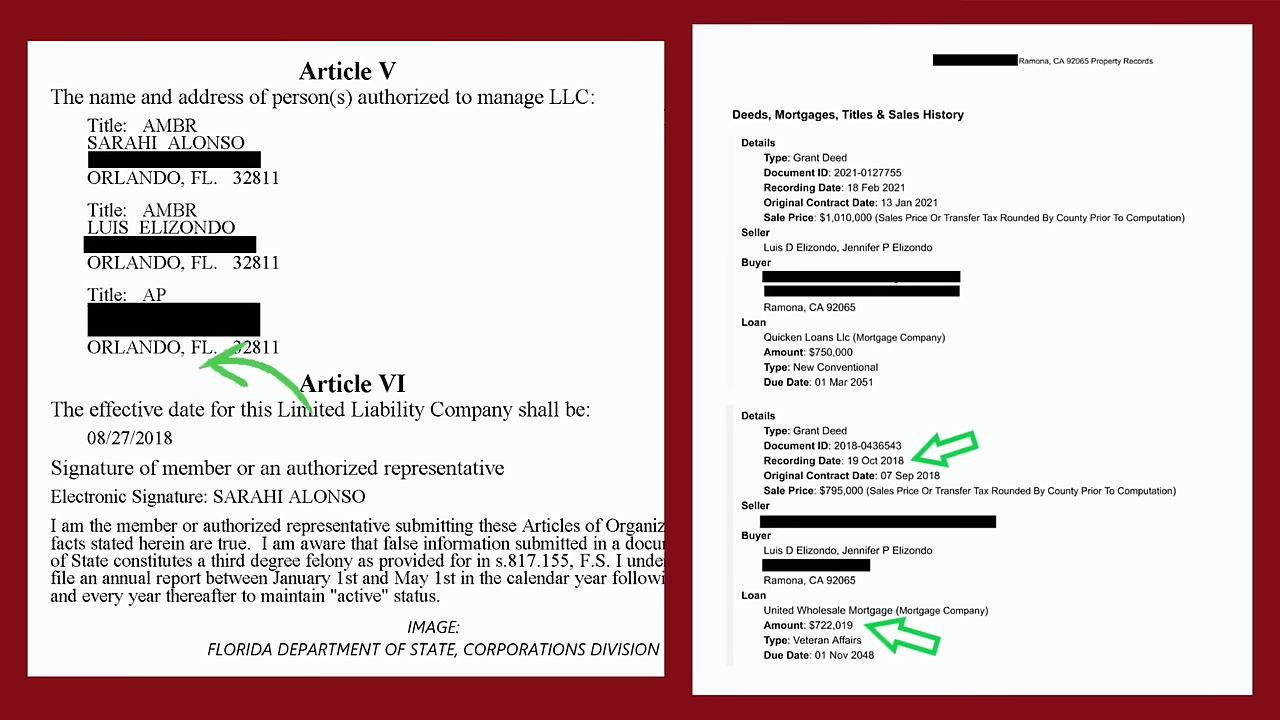 Article V
The name and address of person(s) authorized to manage LLC:
Title: AMBR
SARAHI ALONSO
ORLANDO, FL. 32811
Title: AMBR
LUIS ELIZONDO
ORLANDO, FL. 32811
Title: AP
ORLANDO, FL. 32811
Article VI
The effective date for this Limited Liability Company shall be:
08/27/2018
Signature of member or an authorized representative
Electronic Signature: SARAHI ALONSO
I am the member or authorized representative submitting these Articles of Organiz
facts stated herein are true. I am aware that false information submitted in a docu
of State constitutes a third degree felony as provided for in s.817.155, F.S. I unde
file an annual report between January 1st and May 1st in the calendar year followi
and every year thereafter to maintain "active" status.
IMAGE:
FLORIDA DEPARTMENT OF STATE, CORPORATIONS DIVISION
Ramona, CA 92065 Property Records
Deeds, Mortgages, Titles & Sales History
Details
Type: Grant Deed
Document ID: 2021-0127755
Recording Date: 18 Feb 2021
Original Contract Date: 13 Jan 2021
Sale Price: $1,010,000 (Sales Price Or Transfer Tax Rounded By County Prior To Computation)
Seller
Luis D Elizondo, Jennifer P Elizondo
Buyer
Ramona, CA 92065
Loan
Quicken Loans Llc (Mortgage Company)
Amount: $750,000
Type: New Conventional
Due Date: 01 Mar 2051
Details
Type: Grant Deed
Document ID: 2018-0436543
Recording Date: 19 Oct 2018
Original Contract Date: 07 Sep 2018
Sale Price: $795,000 (Sales Price Or Transfer Tax Rounded By County Prior To Computation)
Seller
Buyer
Luis D Elizondo, Jennifer P Elizondo
Ramona, CA 92065
Loan
United Wholesale Mortgage (Mortgage Company)
Amount: $722,019
Type: Veteran Affairs
Due Date: 01 Nov 2048